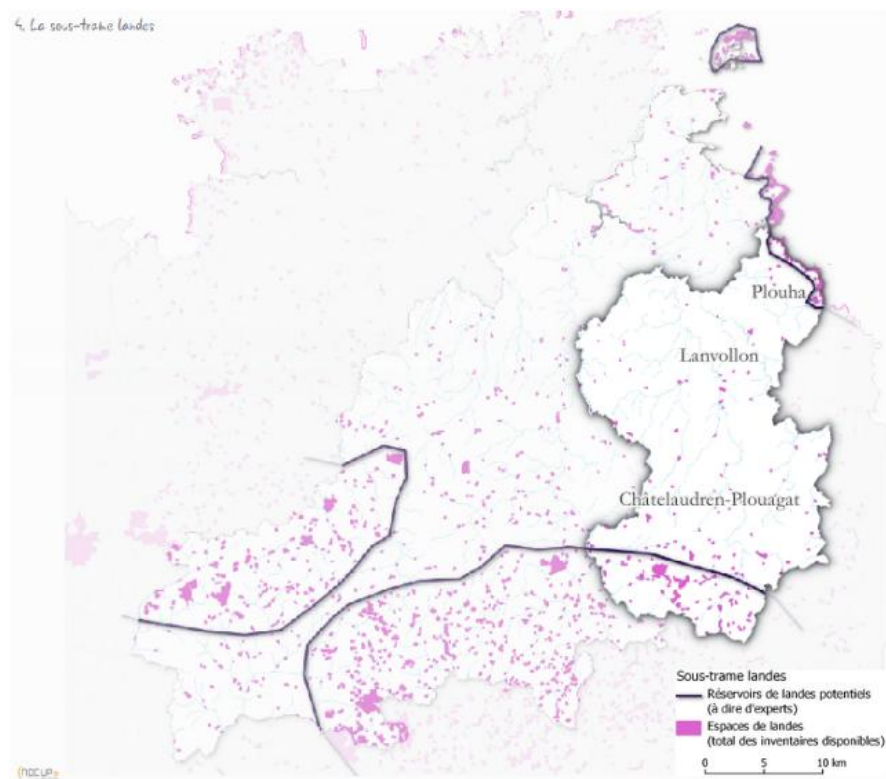 4. La sous-trame landes
Plouha
Lanvollon
Châtelaudren-Plouagat
Sous-trame landes
Réservoirs de landes potentiels
(à dire d'experts)
Espaces de landes
(total des inventaires disponibles)
0 5 10 km